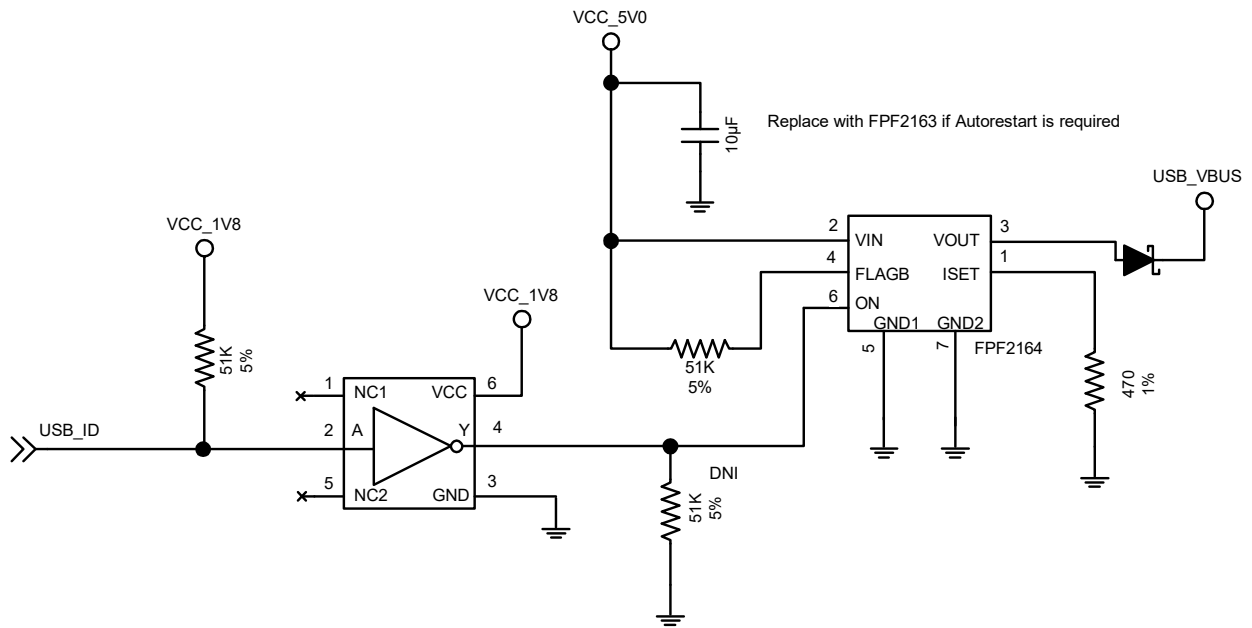 VCC_5V0
10µF
Replace with FPF2163 if Autorestart is required
USB_VBUS
VCC_1V8
2
VIN
VOUT
3
4
FLAGB
ISET
1
6
ON
GND1
GND2
5
7
FPF2164
470
1%
VCC_1V8
51K
5%
51K
5%
1
NC1
VCC
6
USB_ID
2
A
Y
4
5
NC2
GND
3
DNI
51K
5%